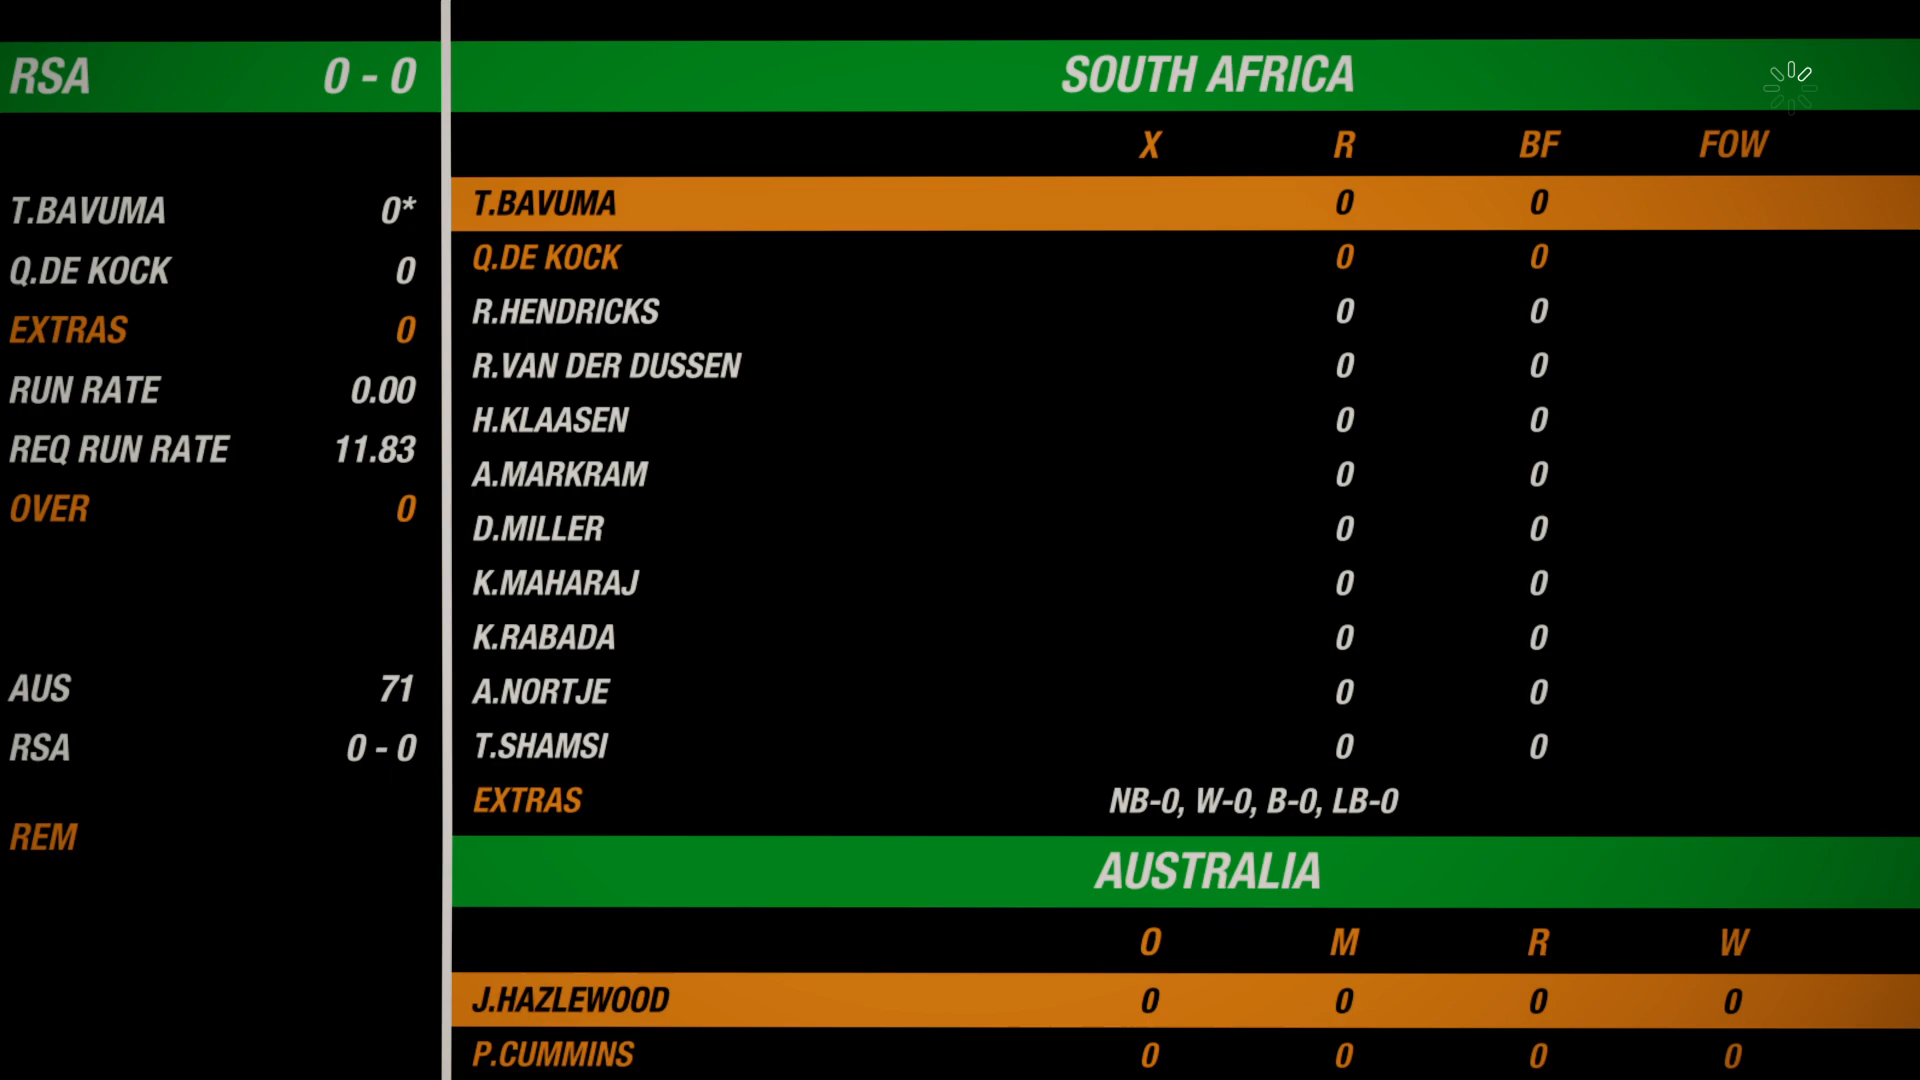 RSA 0 - 0
T.BAVUMA 0*
Q.DE KOCK 0
EXTRAS 0
RUN RATE 0.00
REQ RUN RATE 11.83
OVER 0
AUS 71
RSA 0 - 0
REM
SOUTH AFRICA
X R BF FOW
T.BAVUMA 0 0
Q.DE KOCK 0 0
R.HENDRICKS 0 0
R.VAN DER DUSSEN 0 0
H.KLAASEN 0 0
A.MARKRAM 0 0
D.MILLER 0 0
K.MAHARAJ 0 0
K.RABADA 0 0
A.NORTJE 0 0
T.SHAMSI 0 0
EXTRAS NB-0, W-0, B-0, LB-0
AUSTRALIA
O M R W
J.HAZLEWOOD 0 0 0 0
P.CUMMINS 0 0 0 0